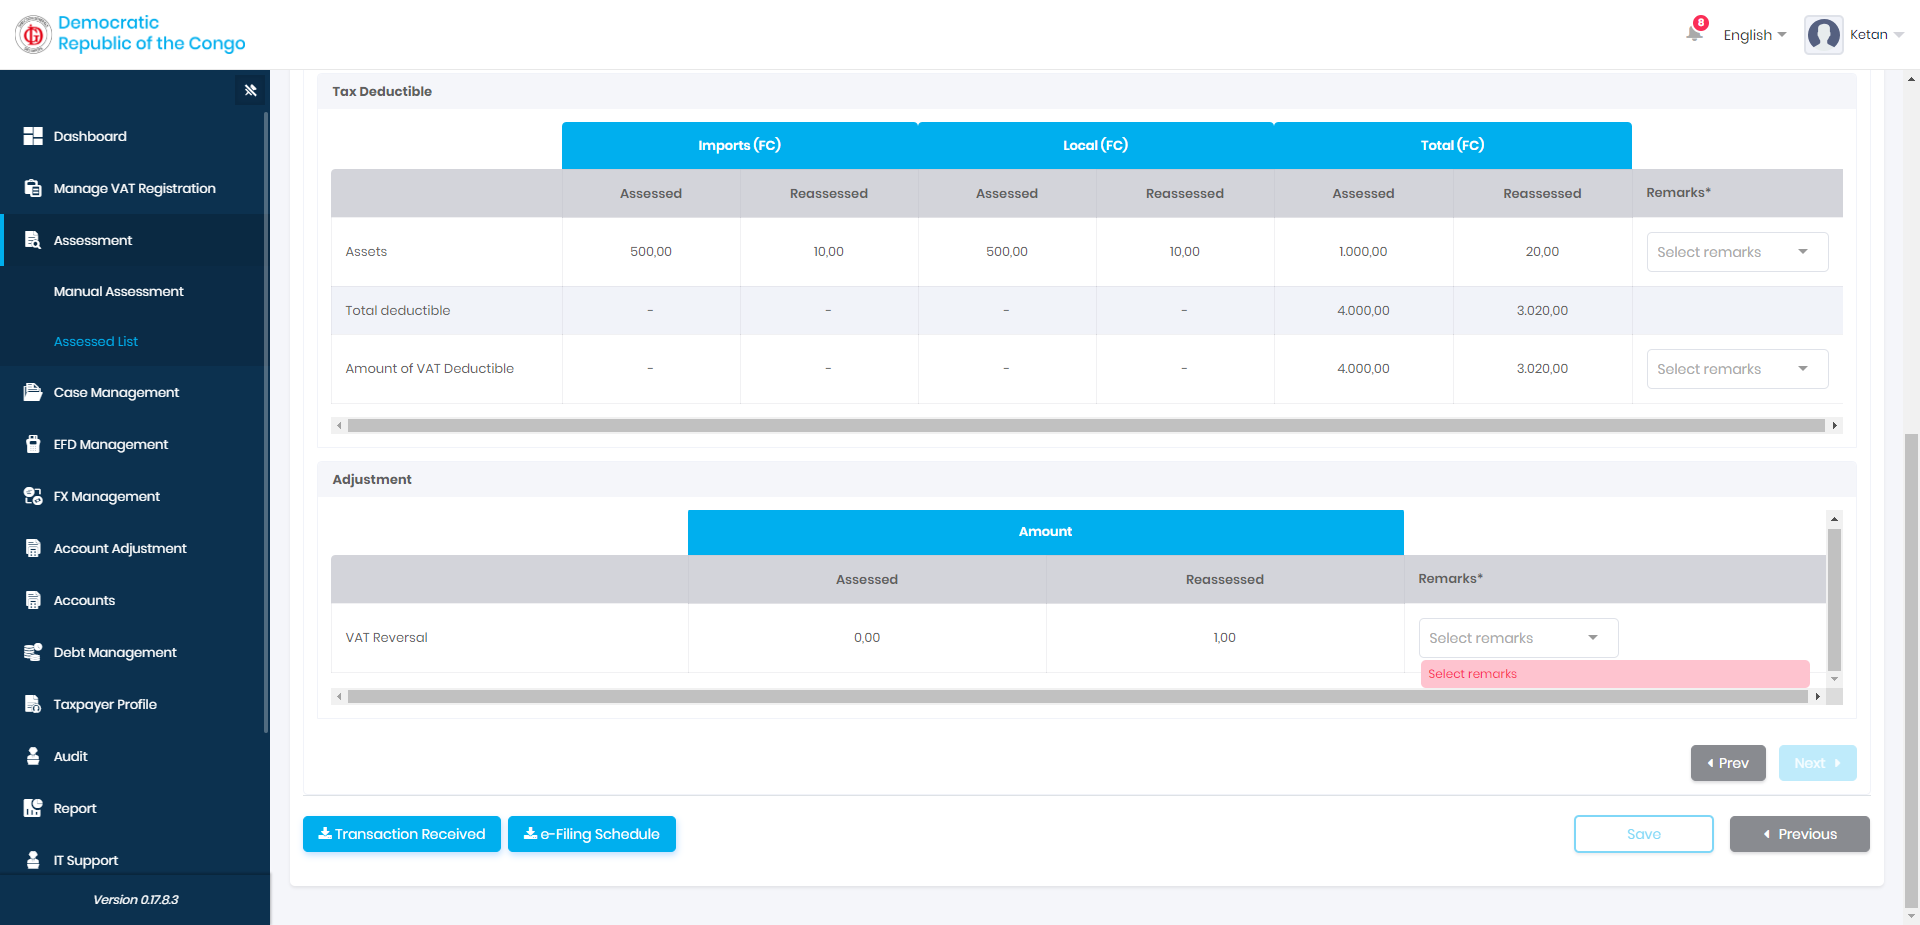 Democratic
Republic of the Congo
8
English
Ketan
Dashboard
Manage VAT Registration
Assessment
Manual Assessment
Assessed List
Case Management
EFD Management
FX Management
Account Adjustment
Accounts
Debt Management
Taxpayer Profile
Audit
Report
IT Support
Version 0.17.8.3
Tax Deductible
Imports (FC) Local (FC) Total (FC)
Assessed Reassessed Assessed Reassessed Assessed Reassessed Remarks*
Assets 500,00 10,00 500,00 10,00 1.000,00 20,00 Select remarks
Total deductible - - - - 4.000,00 3.020,00
Amount of VAT Deductible - - - - 4.000,00 3.020,00 Select remarks
Adjustment
Amount
Assessed Reassessed Remarks*
VAT Reversal 0,00 1,00 Select remarks
Select remarks
Prev Next
Transaction Received e-Filing Schedule Save Previous